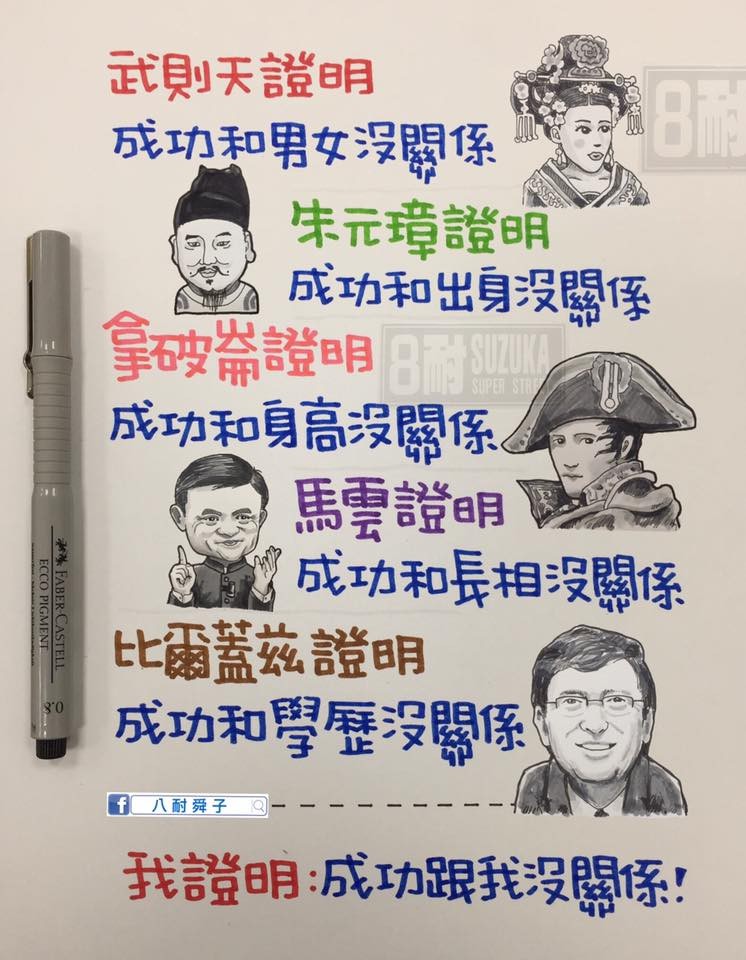 武則天證明
成功和男女沒關係
朱元璋證明
成功和出身沒關係
拿破崙證明
成功和身高沒關係
馬雲證明
成功和長相沒關係
比爾蓋茲證明
成功和學歷沒關係
f 八耐舜子
我證明:成功跟我沒關係!
8耐
8耐 SUZUKA
SUPER STRE
FABER-CASTELL
ECCO PIGMENT
0.8